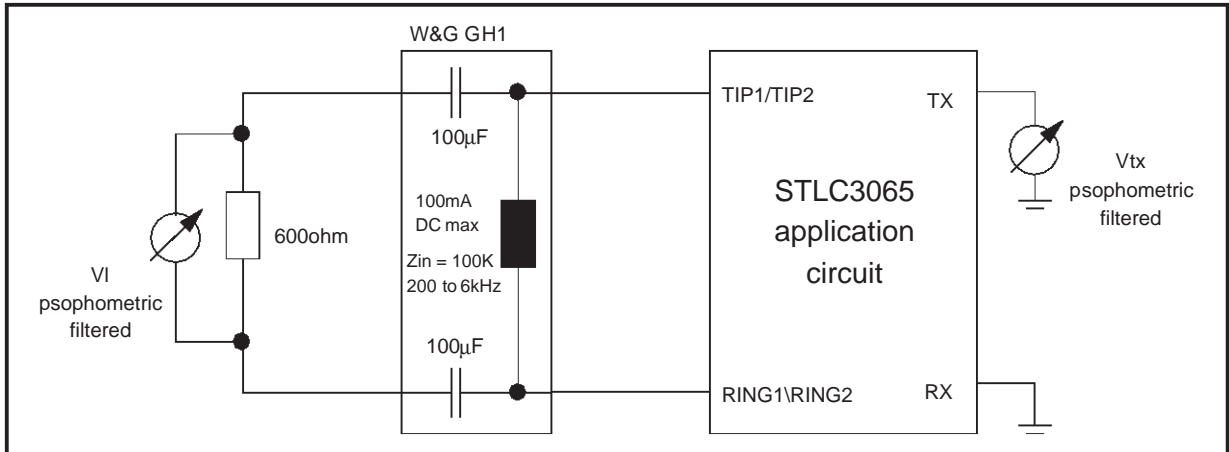 W&G GH1
100μF
TIP1/TIP2
TX
600ohm
Vl
psophometric
filtered
100mA
DC max
Zin = 100K
200 to 6kHz
100μF
STLC3065
application
circuit
Vtx
psophometric
filtered
RING1\RING2
RX